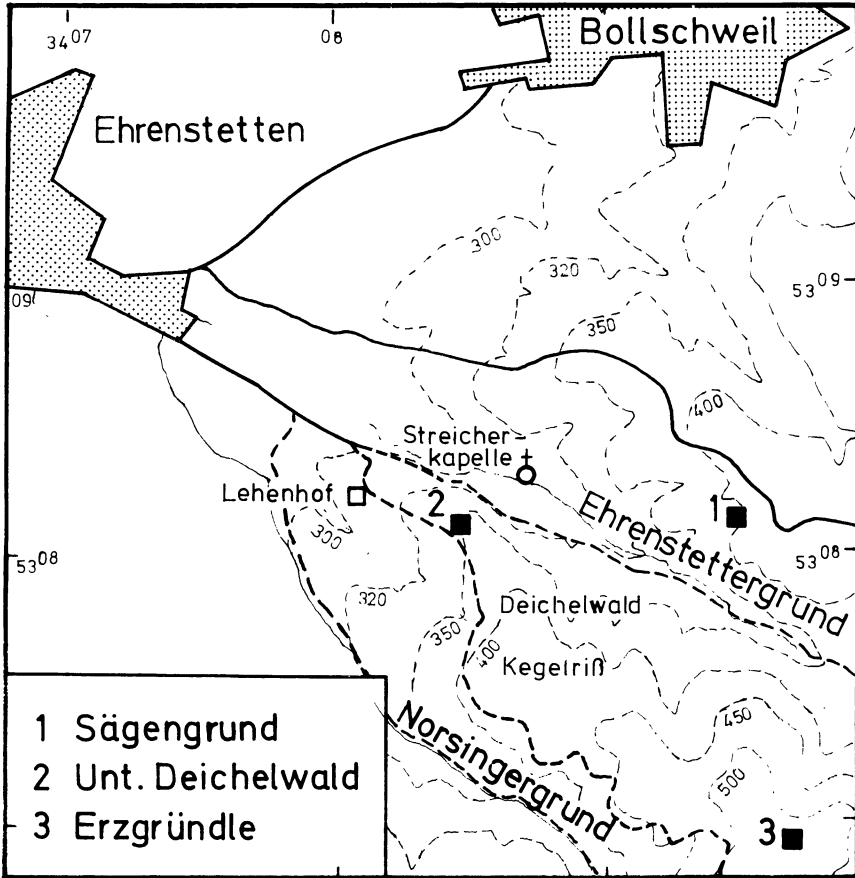 34⁰⁷
08
Bollschweil
Ehrenstetten
300
320
53⁰⁹
09
350
400
Streicher-
kapelle
Lehenhof
2
1
300
Ehrenstettergrund
53⁰⁸
53⁰⁸
320
Deichelwald
350
400
Kegelriß
Norsingergrund
450
500
1 Sägengrund
2 Unt. Deichelwald
3 Erzgründle
3